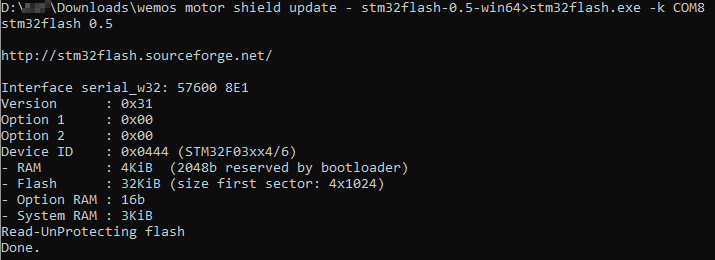 D:\ \Downloads\wemos motor shield update - stm32flash-0.5-win64>stm32flash.exe -k COM8
stm32flash 0.5
http://stm32flash.sourceforge.net/
Interface serial_w32: 57600 8E1
Version      : 0x31
Option 1     : 0x00
Option 2     : 0x00
Device ID    : 0x0444 (STM32F03xx4/6)
- RAM        : 4KiB  (2048b reserved by bootloader)
- Flash      : 32KiB (size first sector: 4x1024)
- Option RAM : 16b
- System RAM : 3KiB
Read-UnProtecting flash
Done.